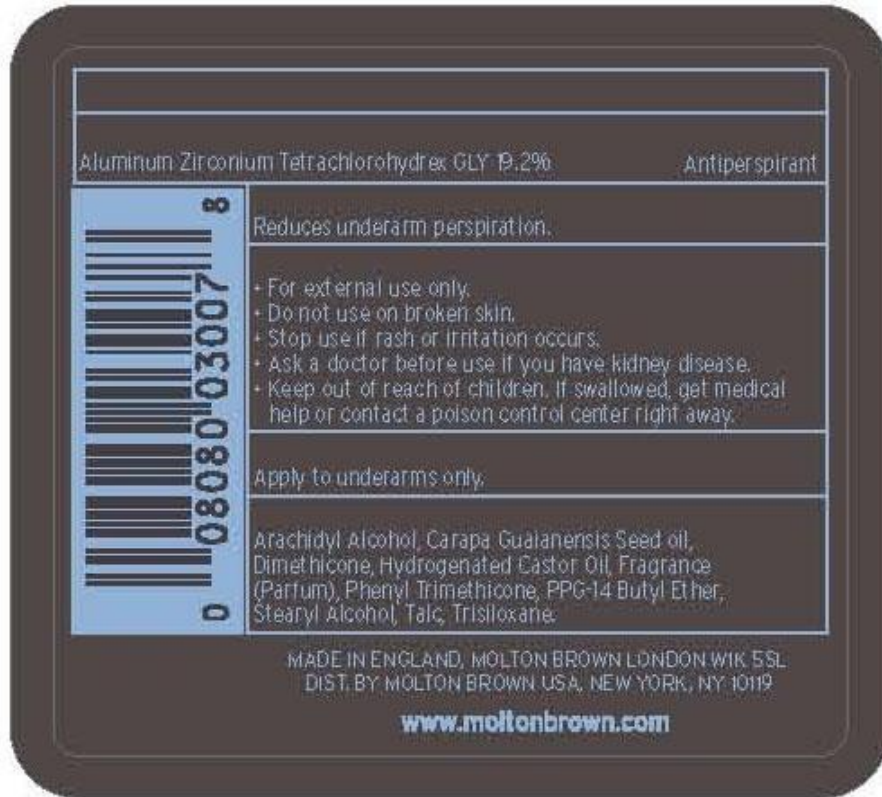 Aluminum Zirconium Tetrachlorohydrex GLY 19.2% Antiperspirant
Reduces underarm perspiration.
• For external use only.
• Do not use on broken skin.
• Stop use if rash or irritation occurs.
• Ask a doctor before use if you have kidney disease.
• Keep out of reach of children. If swallowed, get medical
help or contact a poison control center right away.
Apply to underarms only.
Arachidyl Alcohol, Carapa Guaianensis Seed oil,
Dimethicone, Hydrogenated Castor Oil, Fragrance
(Parfum), Phenyl Trimethicone, PPG-14 Butyl Ether,
Stearyl Alcohol, Talc, Trisiloxane.
0 08080 03007 8
MADE IN ENGLAND, MOLTON BROWN LONDON W1K 5SL
DIST. BY MOLTON BROWN USA, NEW YORK, NY 10119
www.moltonbrown.com